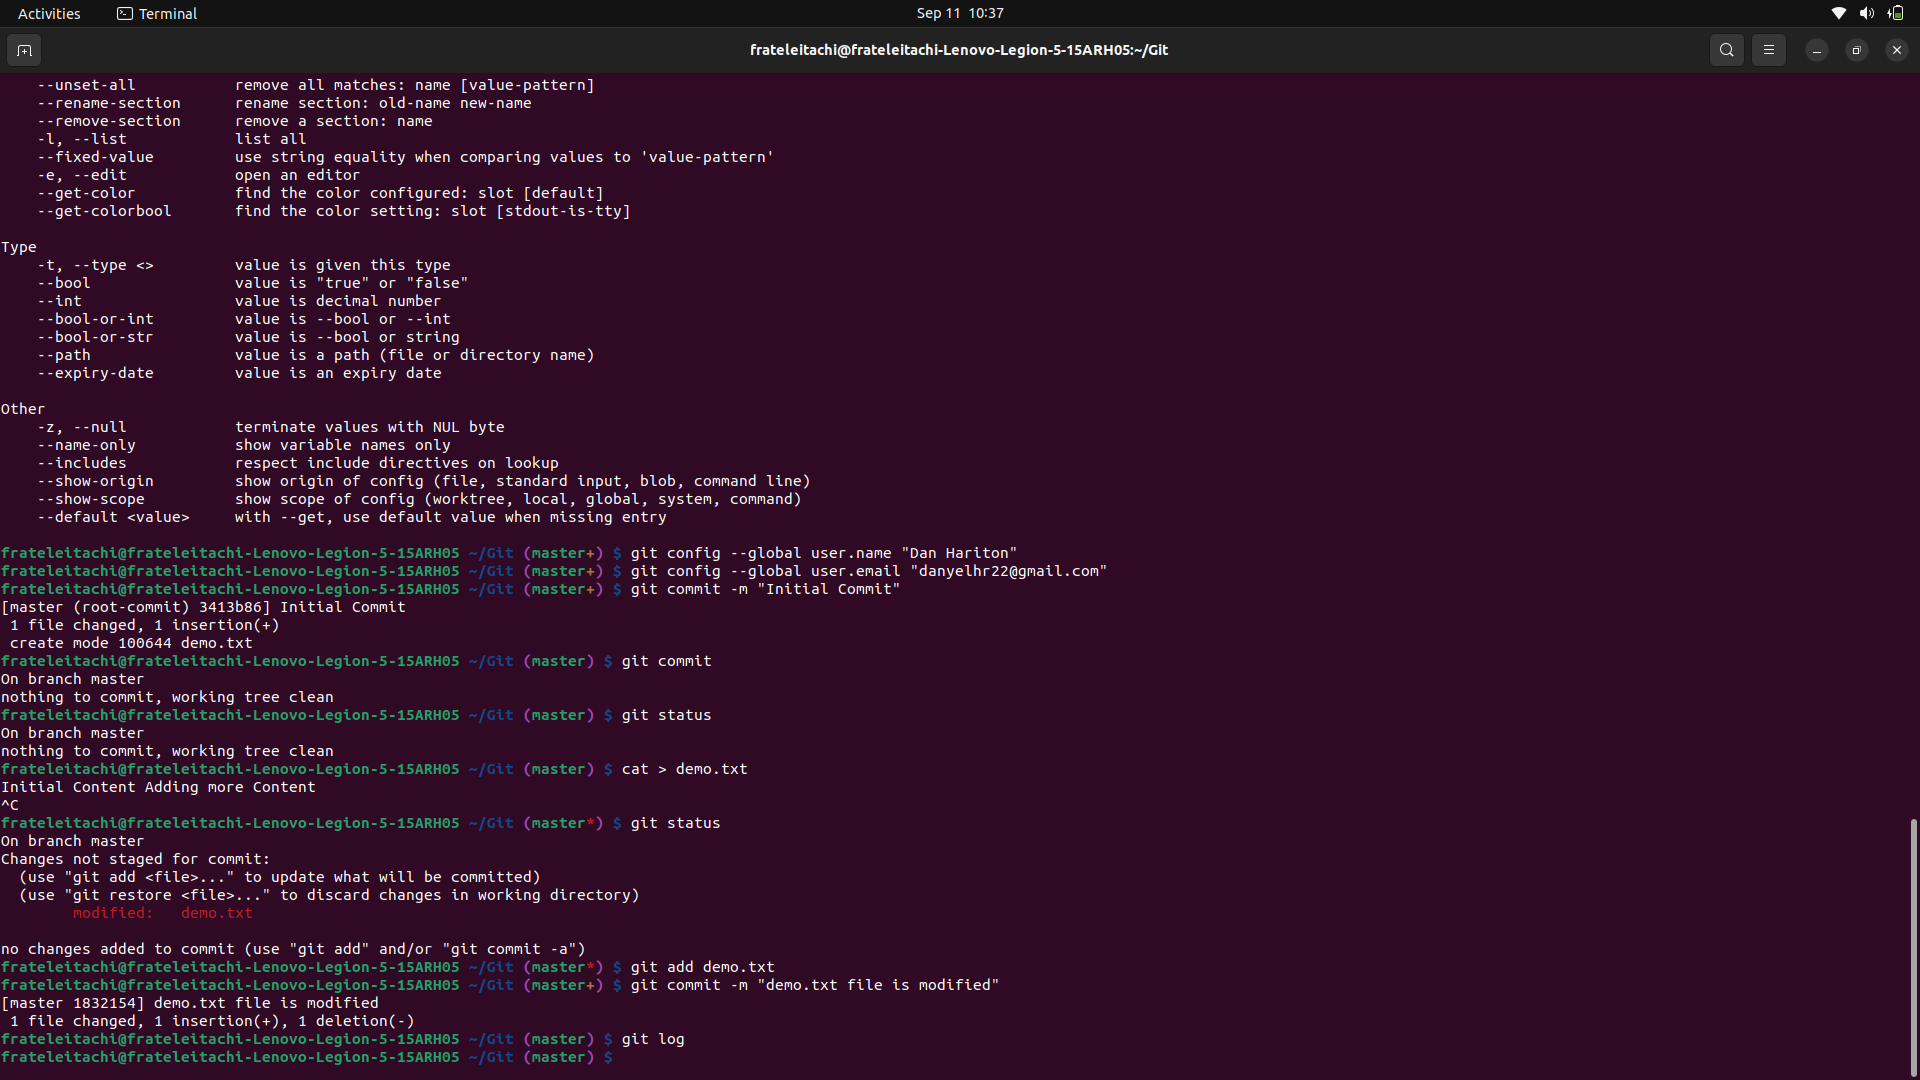 Activities Terminal Sep 11 10:37
frateleitachi@frateleitachi-Lenovo-Legion-5-15ARH05:~/Git
    --unset-all           remove all matches: name [value-pattern]
    --rename-section      rename section: old-name new-name
    --remove-section      remove a section: name
    -l, --list            list all
    --fixed-value         use string equality when comparing values to 'value-pattern'
    -e, --edit            open an editor
    --get-color           find the color configured: slot [default]
    --get-colorbool       find the color setting: slot [stdout-is-tty]
Type
    -t, --type <>         value is given this type
    --bool                value is "true" or "false"
    --int                 value is decimal number
    --bool-or-int         value is --bool or --int
    --bool-or-str         value is --bool or string
    --path                value is a path (file or directory name)
    --expiry-date         value is an expiry date
Other
    -z, --null            terminate values with NUL byte
    --name-only           show variable names only
    --includes            respect include directives on lookup
    --show-origin         show origin of config (file, standard input, blob, command line)
    --show-scope          show scope of config (worktree, local, global, system, command)
    --default <value>     with --get, use default value when missing entry
frateleitachi@frateleitachi-Lenovo-Legion-5-15ARH05 ~/Git (master+) $ git config --global user.name "Dan Hariton"
frateleitachi@frateleitachi-Lenovo-Legion-5-15ARH05 ~/Git (master+) $ git config --global user.email "danyelhr22@gmail.com"
frateleitachi@frateleitachi-Lenovo-Legion-5-15ARH05 ~/Git (master+) $ git commit -m "Initial Commit"
[master (root-commit) 3413b86] Initial Commit
 1 file changed, 1 insertion(+)
 create mode 100644 demo.txt
frateleitachi@frateleitachi-Lenovo-Legion-5-15ARH05 ~/Git (master) $ git commit
On branch master
nothing to commit, working tree clean
frateleitachi@frateleitachi-Lenovo-Legion-5-15ARH05 ~/Git (master) $ git status
On branch master
nothing to commit, working tree clean
frateleitachi@frateleitachi-Lenovo-Legion-5-15ARH05 ~/Git (master) $ cat > demo.txt
Initial Content Adding more Content
^C
frateleitachi@frateleitachi-Lenovo-Legion-5-15ARH05 ~/Git (master*) $ git status
On branch master
Changes not staged for commit:
  (use "git add <file>..." to update what will be committed)
  (use "git restore <file>..." to discard changes in working directory)
        modified:   demo.txt
no changes added to commit (use "git add" and/or "git commit -a")
frateleitachi@frateleitachi-Lenovo-Legion-5-15ARH05 ~/Git (master*) $ git add demo.txt
frateleitachi@frateleitachi-Lenovo-Legion-5-15ARH05 ~/Git (master+) $ git commit -m "demo.txt file is modified"
[master 1832154] demo.txt file is modified
 1 file changed, 1 insertion(+), 1 deletion(-)
frateleitachi@frateleitachi-Lenovo-Legion-5-15ARH05 ~/Git (master) $ git log
frateleitachi@frateleitachi-Lenovo-Legion-5-15ARH05 ~/Git (master) $